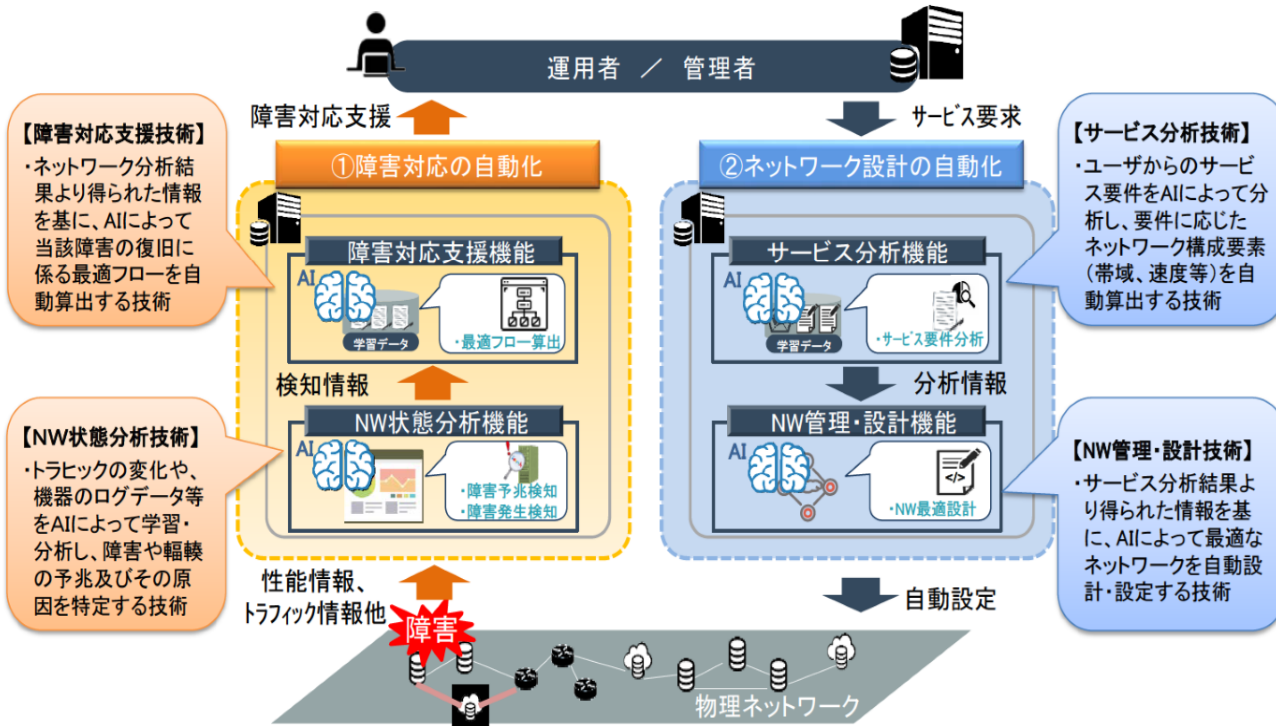 運用者 ／ 管理者
障害対応支援
サービス要求
【障害対応支援技術】
・ネットワーク分析結
果より得られた情報
を基に、AIによって
当該障害の復旧に
係る最適フローを自
動算出する技術
①障害対応の自動化
障害対応支援機能
AI
学習データ
・最適フロー算出
検知情報
【NW状態分析技術】
・トラヒックの変化や、
機器のログデータ等
をAIによって学習・
分析し、障害や輻輳
の予兆及びその原
因を特定する技術
NW状態分析機能
AI
・障害予兆検知
・障害発生検知
性能情報、
トラフィック情報他
障害
②ネットワーク設計の自動化
サービス分析機能
AI
学習データ
・サービス要件分析
分析情報
【サービス分析技術】
・ユーザからのサービ
ス要件をAIによって分
析し、要件に応じた
ネットワーク構成要素
（帯域、速度等）を自
動算出する技術
NW管理・設計機能
AI
</>
・NW最適設計
【NW管理・設計技術】
・サービス分析結果よ
り得られた情報を基
に、AIによって最適な
ネットワークを自動設
計・設定する技術
自動設定
物理ネットワーク